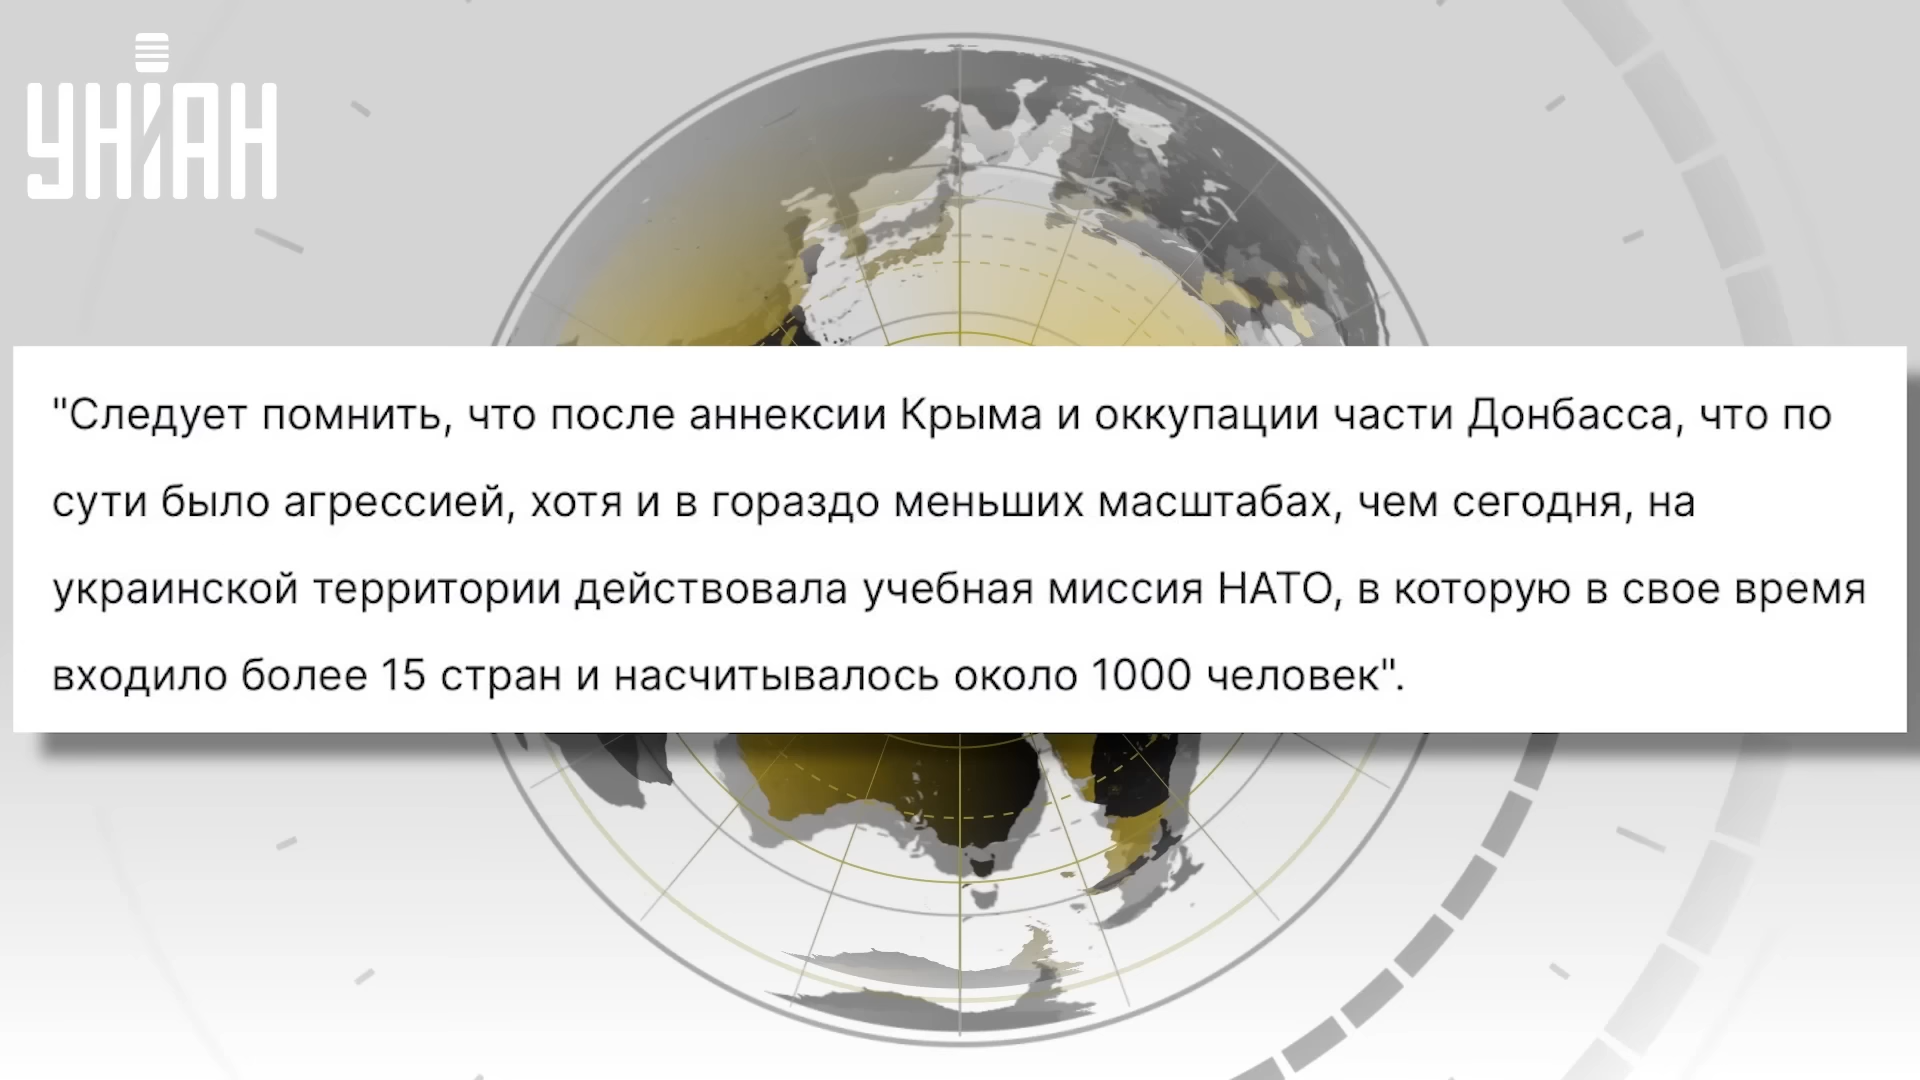 УНІАН
"Следует помнить, что после аннексии Крыма и оккупации части Донбасса, что по
сути было агрессией, хотя и в гораздо меньших масштабах, чем сегодня, на
украинской территории действовала учебная миссия НАТО, в которую в свое время
входило более 15 стран и насчитывалось около 1000 человек".